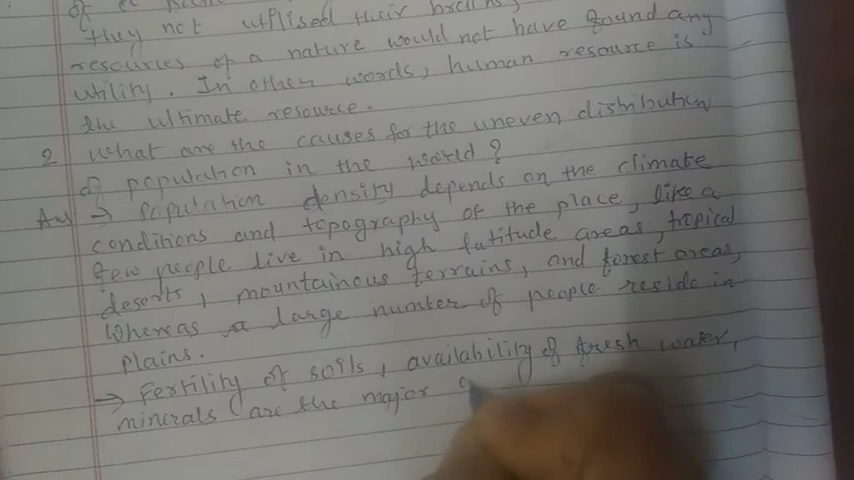 of a
they not utilised their brains,
resources of a nature would not have found any
utility. In other words, human resource is
the ultimate resource.
2 What are the causes for the uneven distribution
of population in the world?
Ans → Population density depends on the climate
conditions and topography of the place, like a
few people live in high latitude areas, tropical
deserts, mountainous terrains, and forest areas,
whereas a large number of people reside in
plains.
→ Fertility of soils, availability of fresh water,
minerals are the major